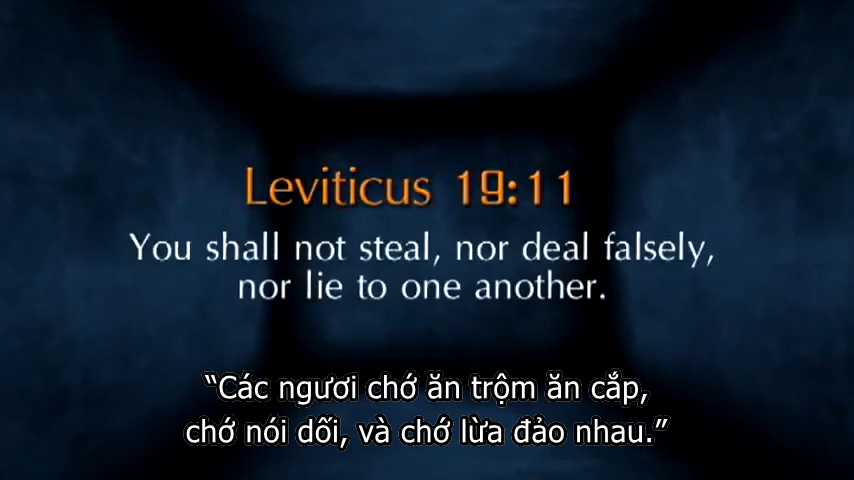 Leviticus 19:11
You shall not steal, nor deal falsely,
nor lie to one another.
“Các ngươi chớ ăn trộm ăn cắp,
chớ nói dối, và chớ lừa đảo nhau.”